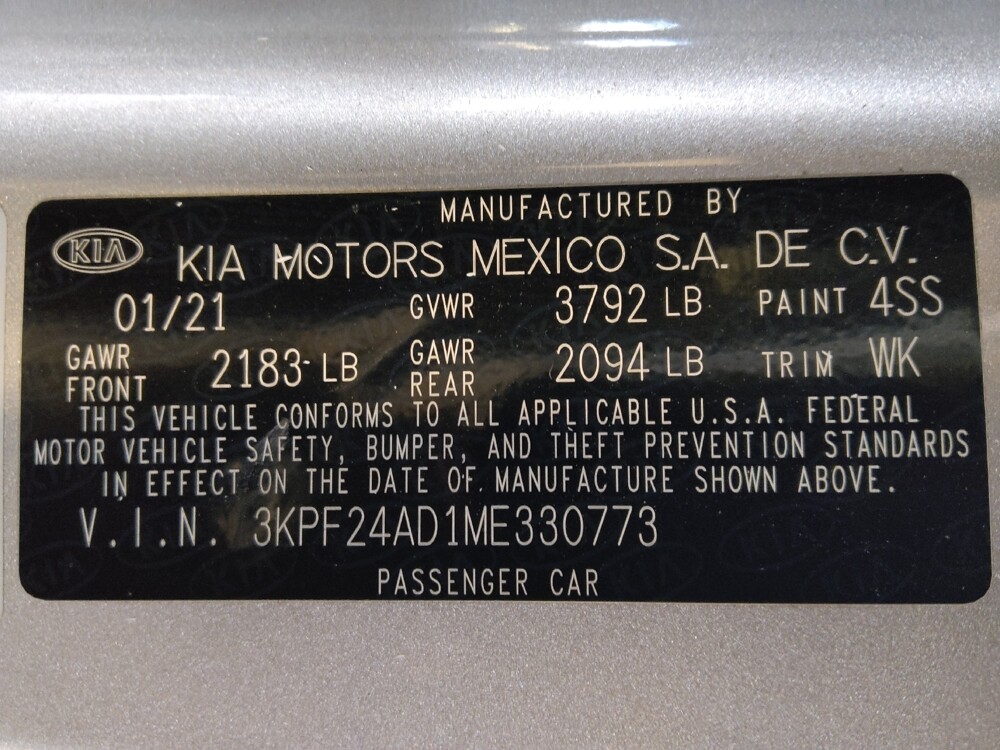 MANUFACTURED BY
KIA KIA MOTORS MEXICO S.A. DE C.V.
01/21 GVWR 3792 LB PAINT 4SS
GAWR FRONT 2183 LB GAWR REAR 2094 LB TRIM WK
THIS VEHICLE CONFORMS TO ALL APPLICABLE U.S.A. FEDERAL
MOTOR VEHICLE SAFETY, BUMPER, AND THEFT PREVENTION STANDARDS
IN EFFECT ON THE DATE OF MANUFACTURE SHOWN ABOVE.
V.I.N. 3KPF24AD1ME330773
PASSENGER CAR